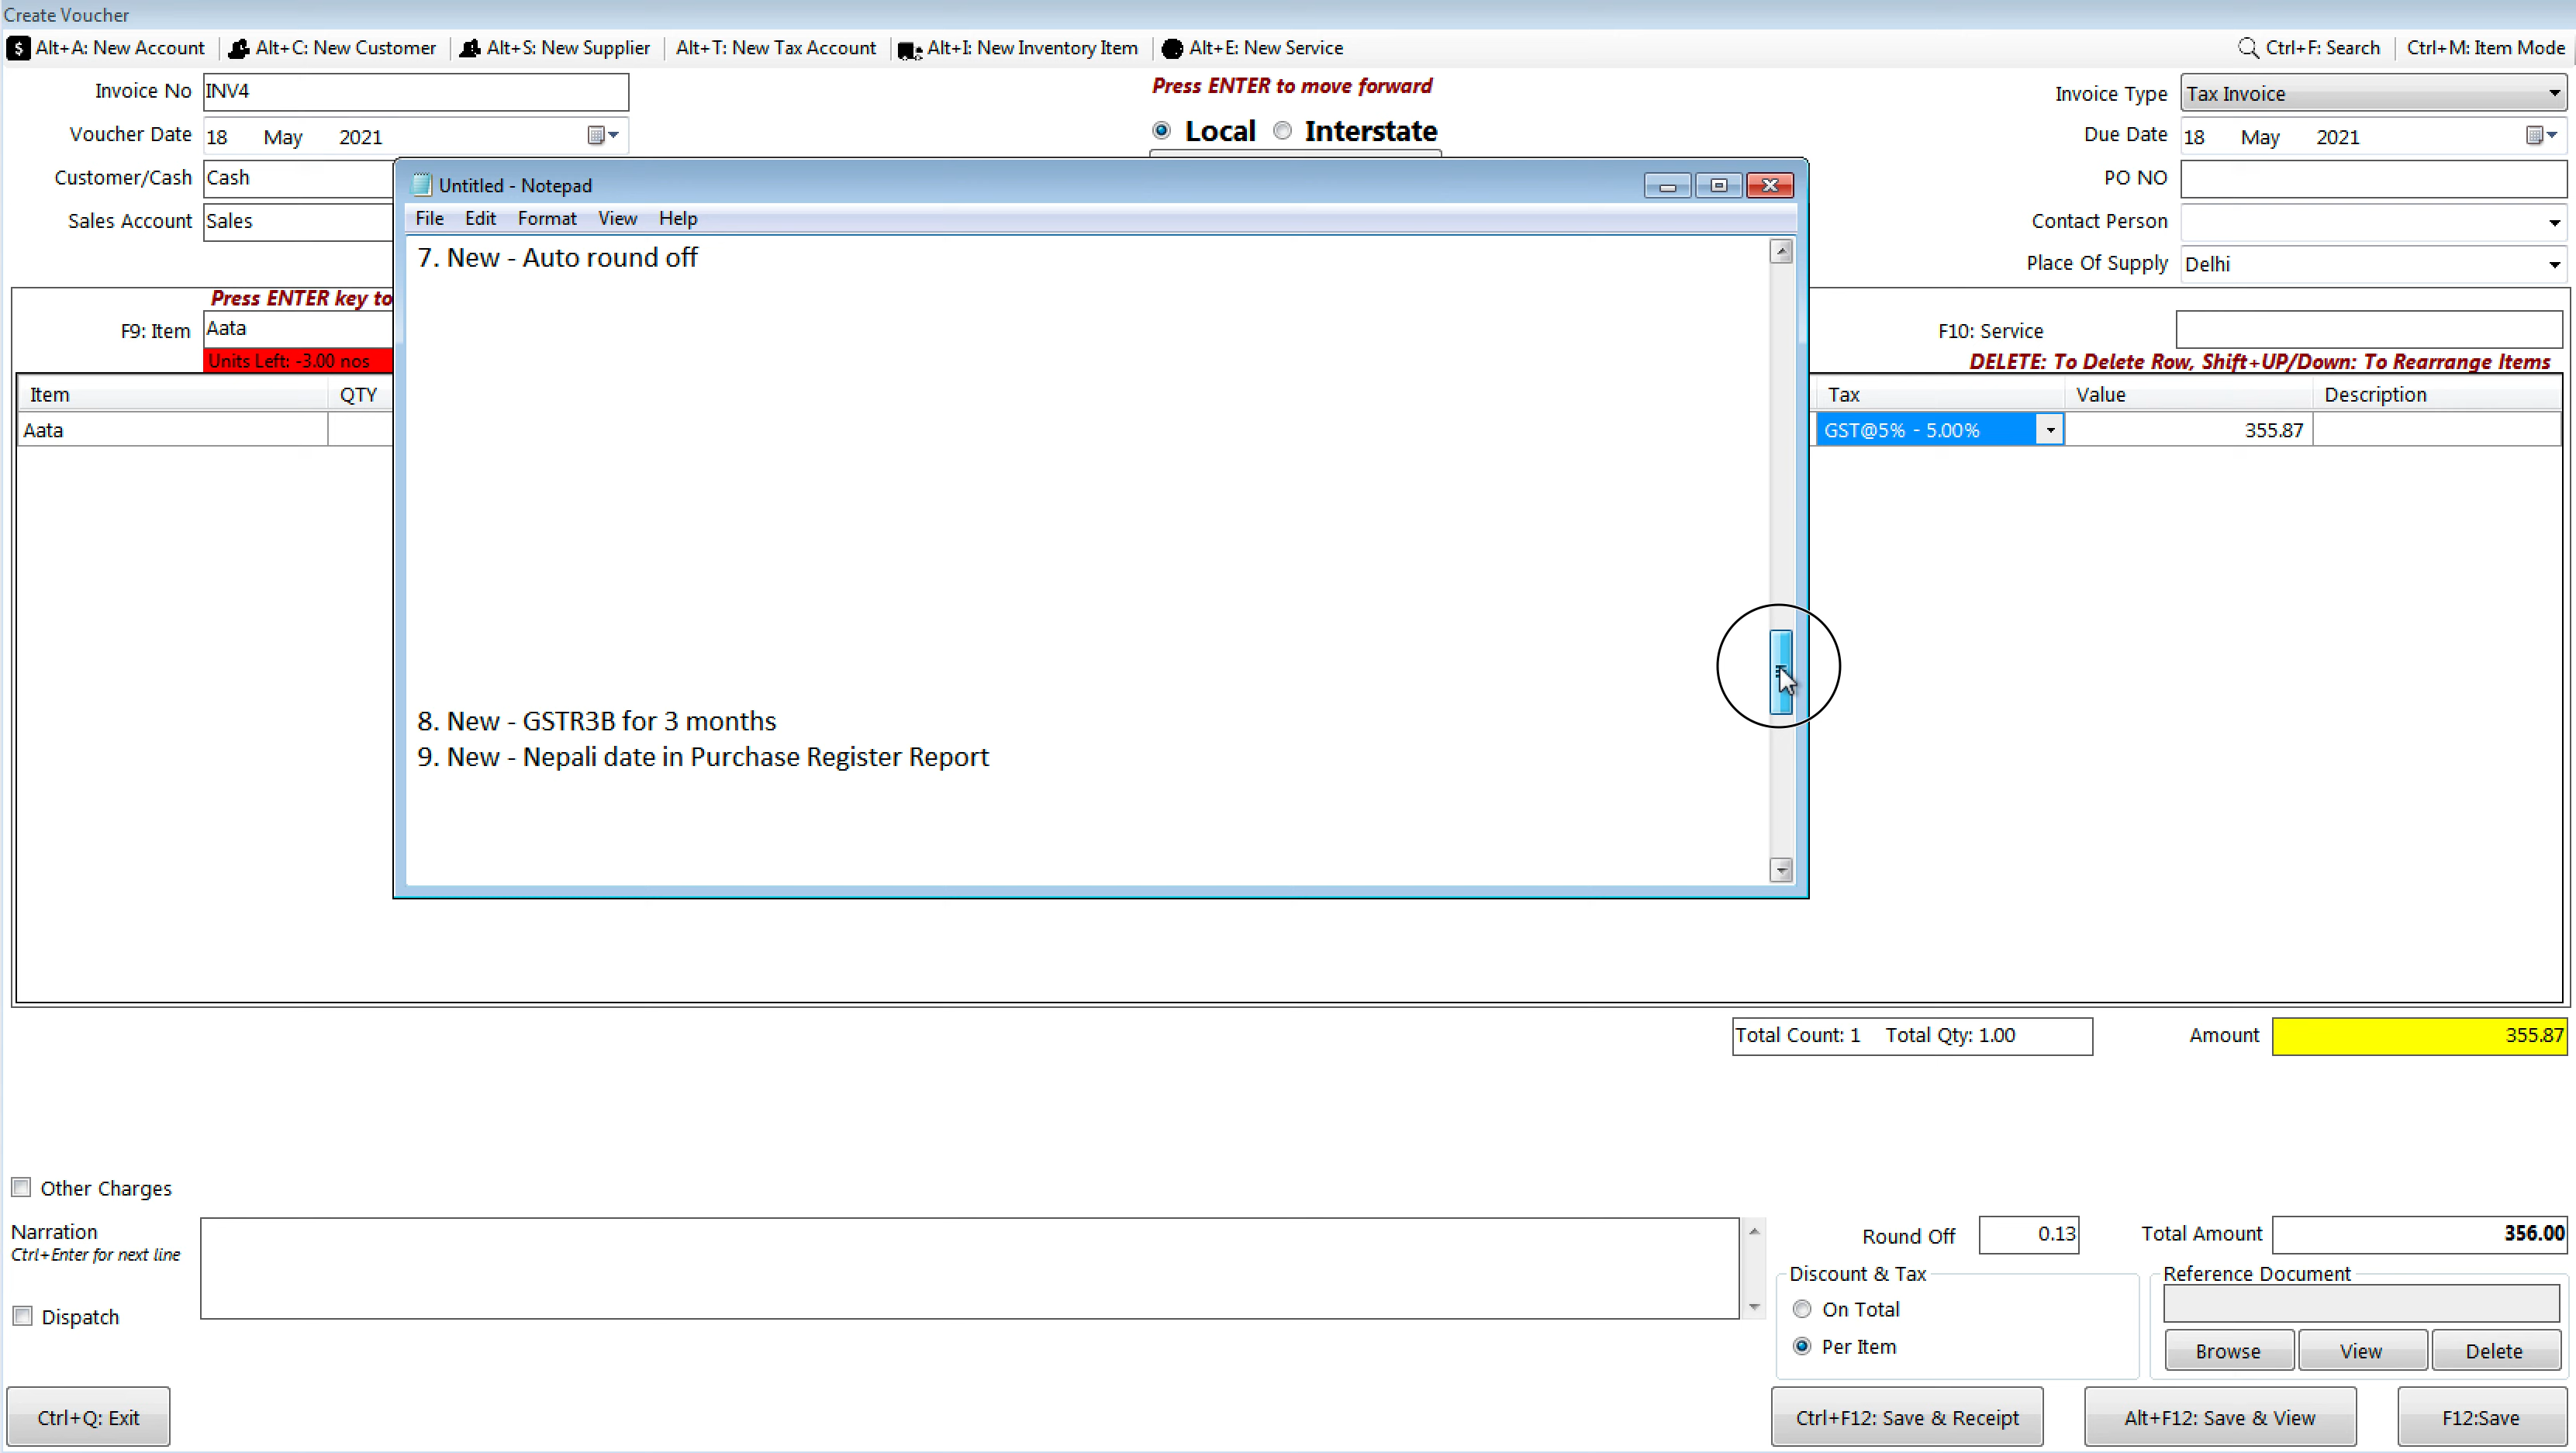 Create Voucher
Alt+A: New Account Alt+C: New Customer Alt+S: New Supplier Alt+T: New Tax Account Alt+I: New Inventory Item Alt+E: New Service Ctrl+F: Search Ctrl+M: Item Mode
Invoice No INV4
Press ENTER to move forward
Invoice Type Tax Invoice
Voucher Date 18 May 2021
Local Interstate
Due Date 18 May 2021
Customer/Cash Cash
PO NO
Sales Account Sales
Contact Person
Place Of Supply Delhi
Untitled - Notepad
File Edit Format View Help
7. New - Auto round off
8. New - GSTR3B for 3 months
9. New - Nepali date in Purchase Register Report
Press ENTER key to
F9: Item Aata
F10: Service
Units Left: -3.00 nos
DELETE: To Delete Row, Shift+UP/Down: To Rearrange Items
Item QTY Tax Value Description
Aata GST@5% - 5.00% 355.87
Total Count: 1 Total Qty: 1.00
Amount 355.87
Other Charges
Narration
Ctrl+Enter for next line
Round Off 0.13
Total Amount 356.00
Discount & Tax
On Total
Per Item
Reference Document
Browse View Delete
Dispatch
Ctrl+Q: Exit
Ctrl+F12: Save & Receipt
Alt+F12: Save & View
F12:Save